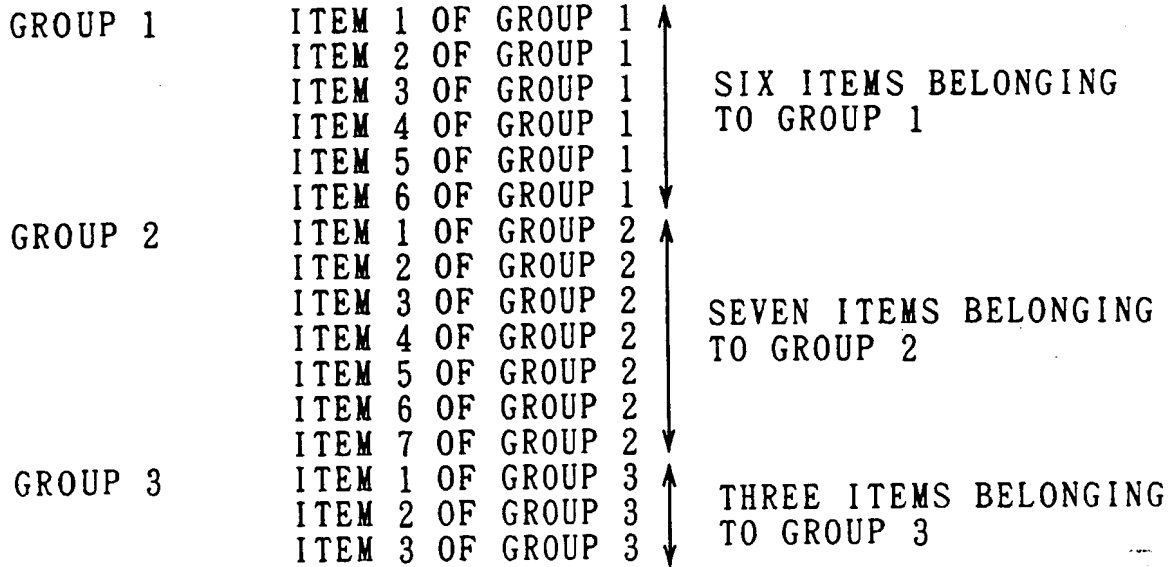 GROUP 1 ITEM 1 OF GROUP 1
ITEM 2 OF GROUP 1
ITEM 3 OF GROUP 1
ITEM 4 OF GROUP 1
ITEM 5 OF GROUP 1
ITEM 6 OF GROUP 1
SIX ITEMS BELONGING
TO GROUP 1
GROUP 2 ITEM 1 OF GROUP 2
ITEM 2 OF GROUP 2
ITEM 3 OF GROUP 2
ITEM 4 OF GROUP 2
ITEM 5 OF GROUP 2
ITEM 6 OF GROUP 2
ITEM 7 OF GROUP 2
SEVEN ITEMS BELONGING
TO GROUP 2
GROUP 3 ITEM 1 OF GROUP 3
ITEM 2 OF GROUP 3
ITEM 3 OF GROUP 3
THREE ITEMS BELONGING
TO GROUP 3